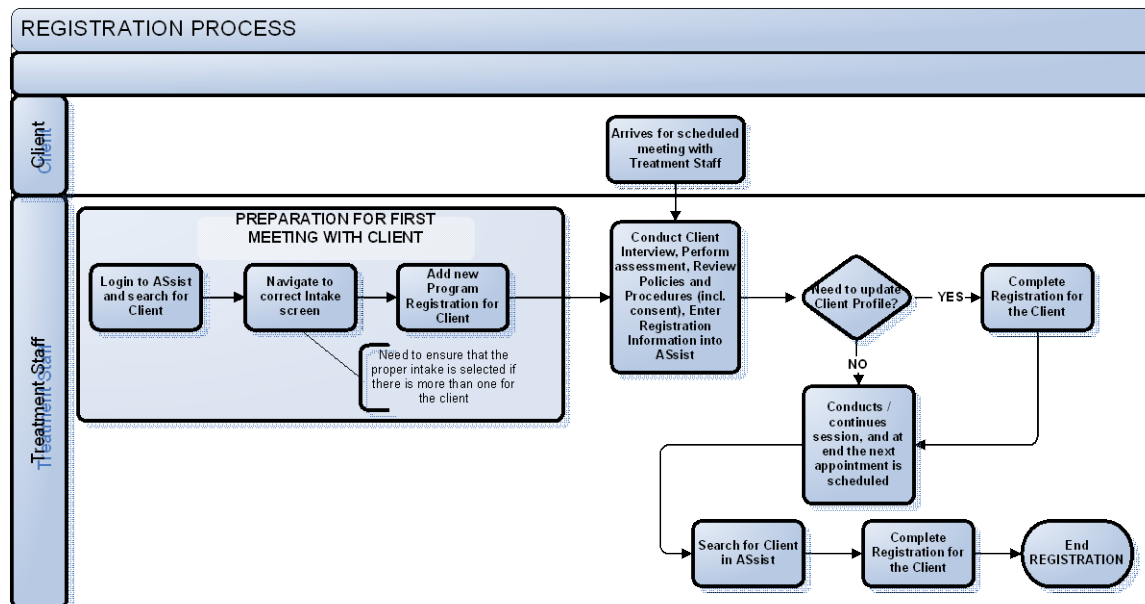 REGISTRATION PROCESS
Client
Client
Arrives for scheduled
meeting with
Treatment Staff
Treatment Staff
Treatment Staff
PREPARATION FOR FIRST
MEETING WITH CLIENT
Login to ASsist
and search for
Client
Navigate to
correct Intake
screen
Add new
Program
Registration for
Client
Need to ensure that the
proper intake is selected if
there is more than one for
the client
Conduct Client
Interview, Perform
assessment, Review
Policies and
Procedures (incl.
consent), Enter
Registration
Information into
ASsist
Need to update
Client Profile?
YES
Complete
Registration for
the Client
NO
Conducts /
continues
session, and at
end the next
appointment is
scheduled
Search for Client
in ASsist
Complete
Registration for
the Client
End
REGISTRATION